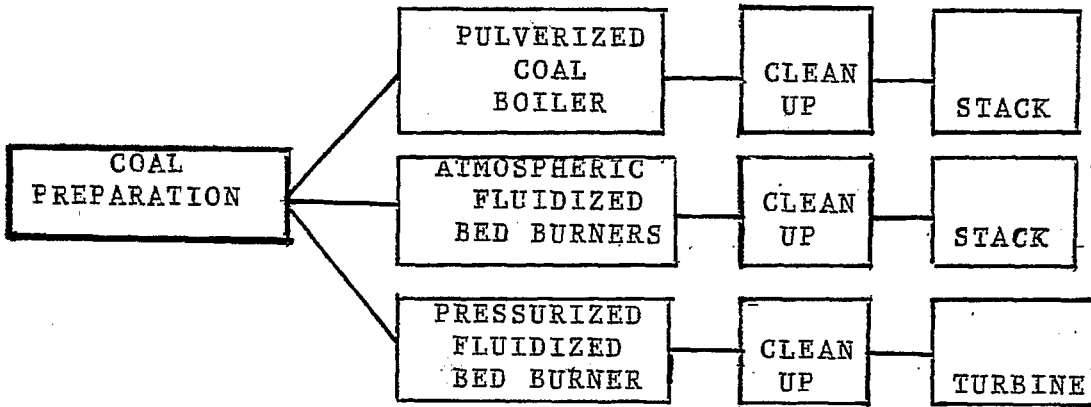 COAL
PREPARATION
PULVERIZED
COAL
BOILER
CLEAN
UP
STACK
ATMOSPHERIC
FLUIDIZED
BED BURNERS
CLEAN
UP
STACK
PRESSURIZED
FLUIDIZED
BED BURNER
CLEAN
UP
TURBINE